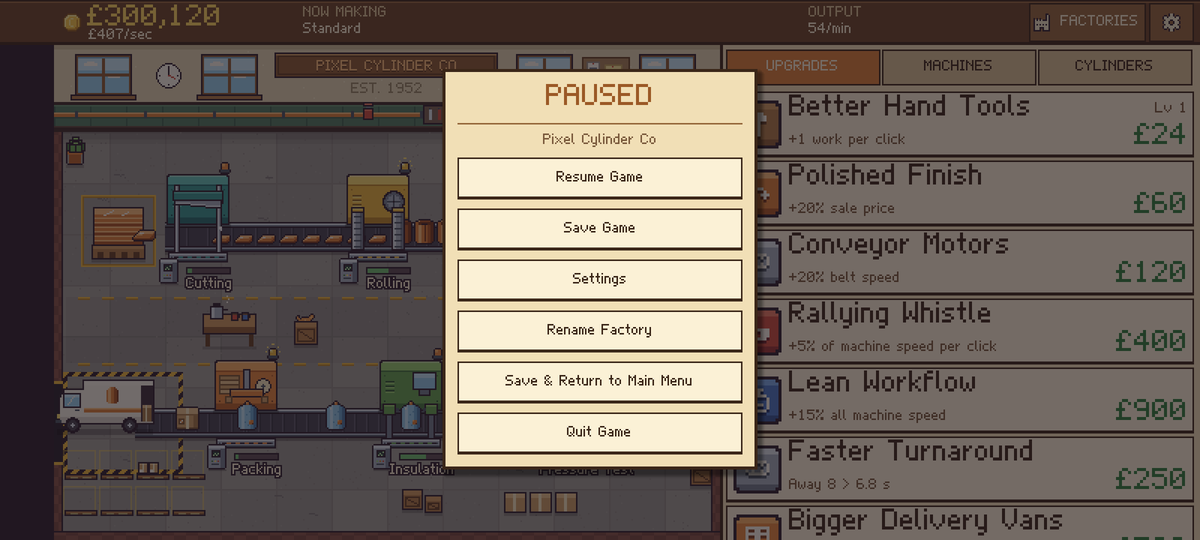 £300,120
£407/sec
NOW MAKING
Standard
OUTPUT
54/min
FACTORIES
PIXEL CYLINDER CO
EST. 1952
UPGRADES
MACHINES
CYLINDERS
PAUSED
Pixel Cylinder Co
Resume Game
Save Game
Settings
Rename Factory
Save & Return to Main Menu
Quit Game
Cutting
Rolling
Packing
Insulation
Pressure Test
Better Hand Tools
Lv 1
+1 work per click
£24
Polished Finish
+20% sale price
£60
Conveyor Motors
+20% belt speed
£120
Rallying Whistle
+5% of machine speed per click
£400
Lean Workflow
+15% all machine speed
£900
Faster Turnaround
Away 8 > 6.8 s
£250
Bigger Delivery Vans